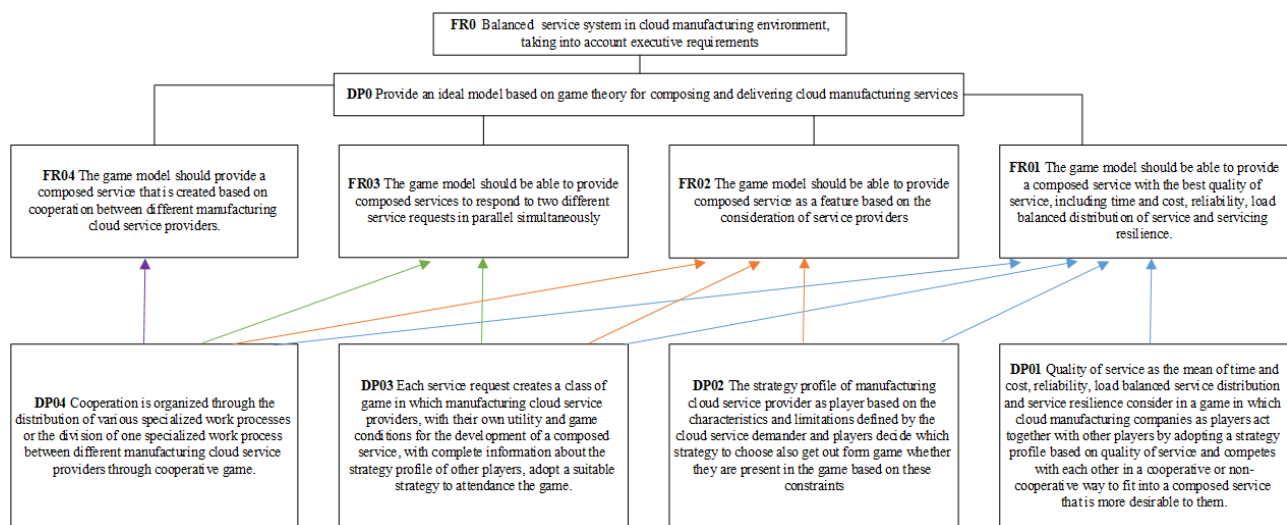 FR0 Balanced service system in cloud manufacturing environment,
taking into account executive requirements
DP0 Provide an ideal model based on game theory for composing and delivering cloud manufacturing services
FR04 The game model should provide a
composed service that is created based on
cooperation between different manufacturing
cloud service providers.
FR03 The game model should be able to provide
composed services to respond to two different
service requests in parallel simultaneously
FR02 The game model should be able to provide
composed service as a feature based on the
consideration of service providers
FR01 The game model should be able to provide
a composed service with the best quality of
service, including time and cost, reliability, load
balanced distribution of service and servicing
resilience.
DP04 Cooperation is organized through the
distribution of various specialized work processes
or the division of one specialized work process
between different manufacturing cloud service
providers through cooperative game.
DP03 Each service request creates a class of
game in which manufacturing cloud service
providers, with their own utility and game
conditions for the development of a composed
service, with complete information about the
strategy profile of other players, adopt a suitable
strategy to attendance the game.
DP02 The strategy profile of manufacturing
cloud service provider as player based on the
characteristics and limitations defined by the
cloud service demander and players decide which
strategy to choose also get out form game whether
they are present in the game based on these
constraints
DP01 Quality of service as the mean of time and
cost, reliability, load balanced service distribution
and service resilience consider in a game in which
cloud manufacturing companies as players act
together with other players by adopting a strategy
profile based on quality of service and competes
with each other in a cooperative or non-
cooperative way to fit into a composed service
that is more desirable to them.